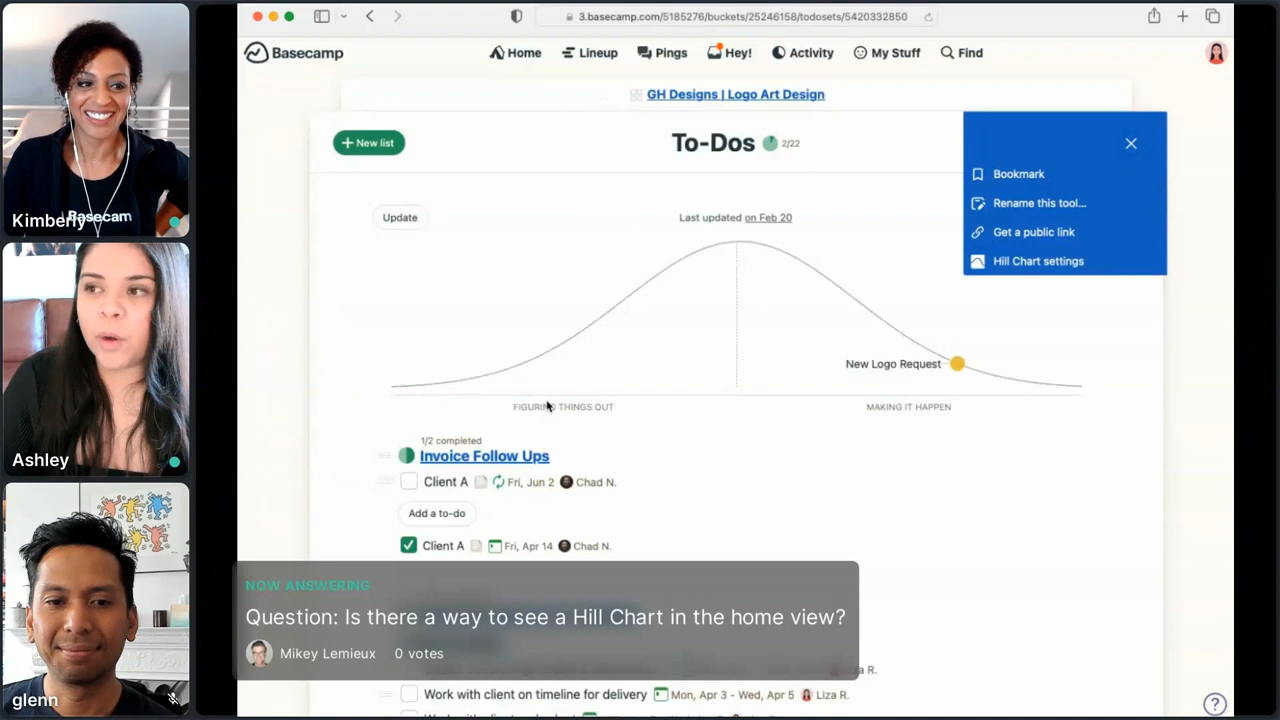 3.basecamp.com/5185276/buckets/25246158/todosets/5420332850
Basecamp
Home
Lineup
Pings
Hey!
Activity
My Stuff
Find
GH Designs | Logo Art Design
+ New list
To-Dos
2/22
Bookmark
Rename this tool...
Get a public link
Hill Chart settings
Update
Last updated on Feb 20
New Logo Request
FIGURING THINGS OUT
MAKING IT HAPPEN
1/2 completed
Invoice Follow Ups
Client A Fri, Jun 2 Chad N.
Add a to-do
Client A Fri, Apr 14 Chad N.
NOW ANSWERING
Question: Is there a way to see a Hill Chart in the home view?
Mikey Lemieux 0 votes
Liza R.
Work with client on timeline for delivery Mon, Apr 3 - Wed, Apr 5 Liza R.
Basecam
Kimberly
Ashley
glenn